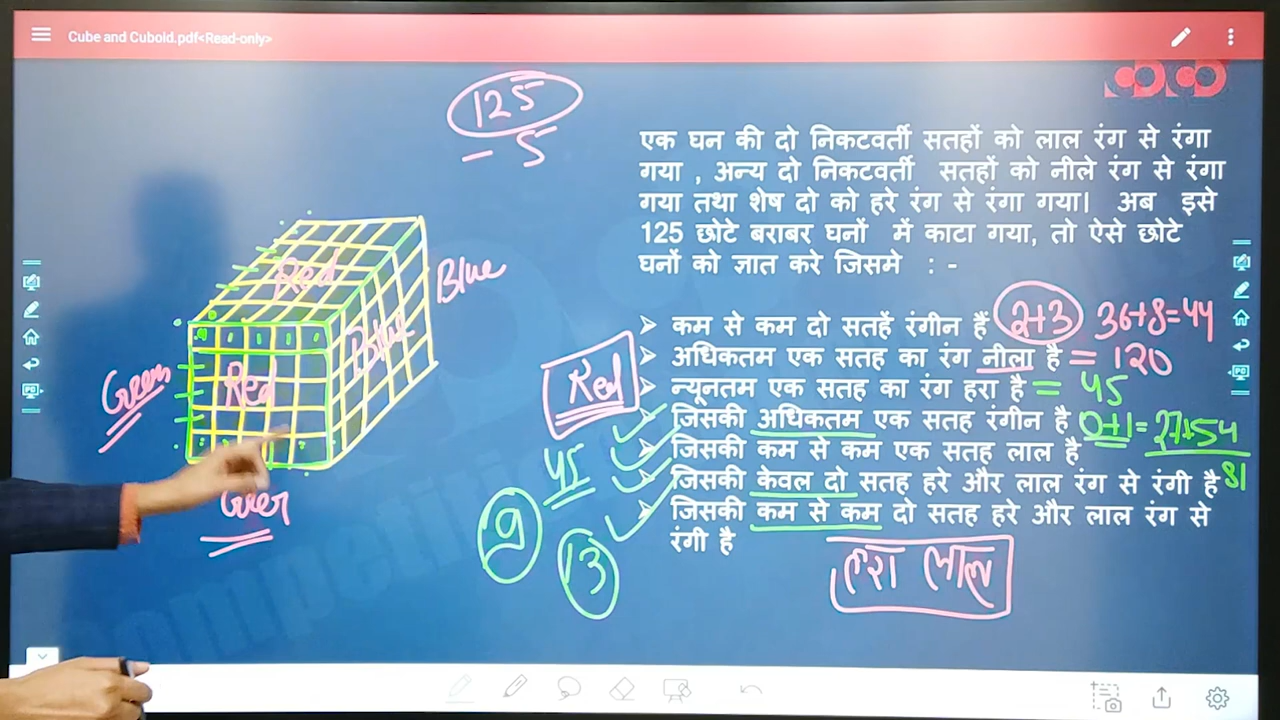 Cube and Cuboid.pdf<Read-only>
125
- 5
एक घन की दो निकटवर्ती सतहों को लाल रंग से रंगा
गया , अन्य दो निकटवर्ती सतहों को नीले रंग से रंगा
गया तथा शेष दो को हरे रंग से रंगा गया। अब इसे
125 छोटे बराबर घनों में काटा गया, तो ऐसे छोटे
घनों को ज्ञात करे जिसमे : -
➤ कम से कम दो सतहें रंगीन हैं 2+3 36+8=44
➤ अधिकतम एक सतह का रंग नीला है = 120
➤ न्यूनतम एक सतह का रंग हरा है = 45
➤ जिसकी अधिकतम एक सतह रंगीन है 0+1=27+54
जिसकी कम से कम एक सतह लाल है
81
जिसकी केवल दो सतह हरे और लाल रंग से रंगी है
जिसकी कम से कम दो सतह हरे और लाल रंग से
रंगी है
Red
45
9
13
हरा लाल
Red
Blue
Blue
Red
Green
Green